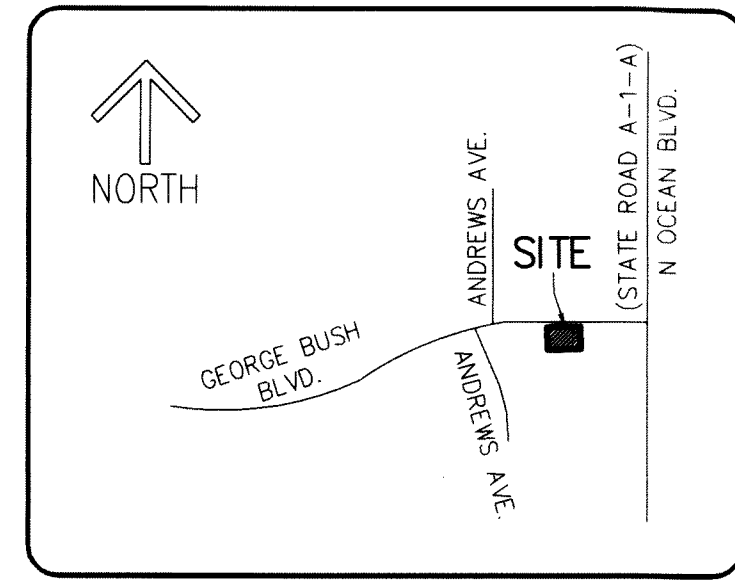 NORTH
ANDREWS AVE.
SITE
(STATE ROAD A-1-A)
N OCEAN BLVD.
GEORGE BUSH
BLVD.
ANDREWS AVE.